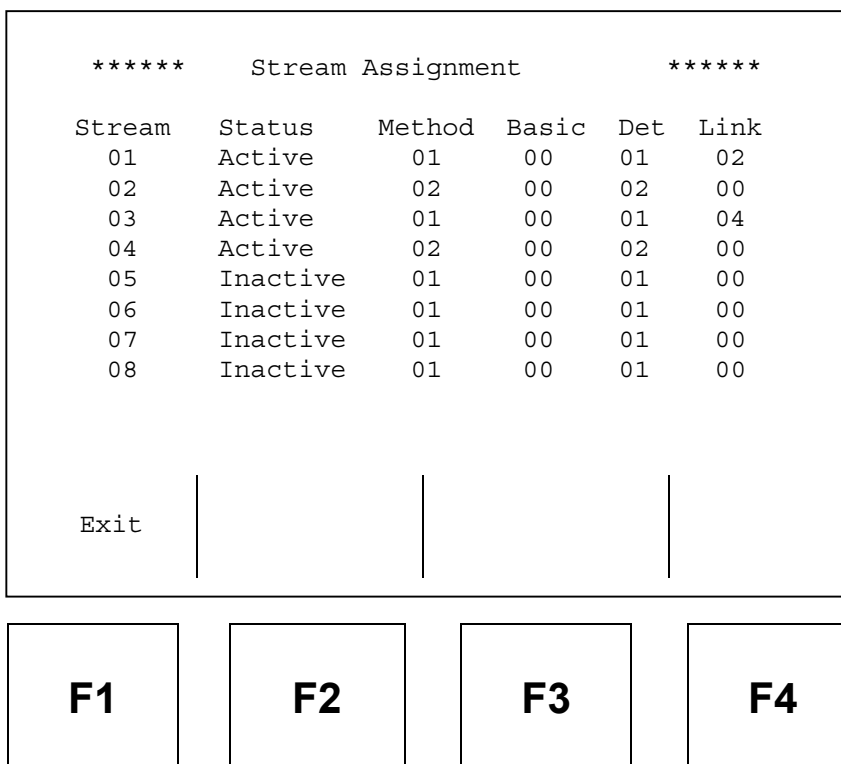 ****** Stream Assignment ******
Stream Status Method Basic Det Link
01 Active 01 00 01 02
02 Active 02 00 02 00
03 Active 01 00 01 04
04 Active 02 00 02 00
05 Inactive 01 00 01 00
06 Inactive 01 00 01 00
07 Inactive 01 00 01 00
08 Inactive 01 00 01 00
Exit
F1 F2 F3 F4